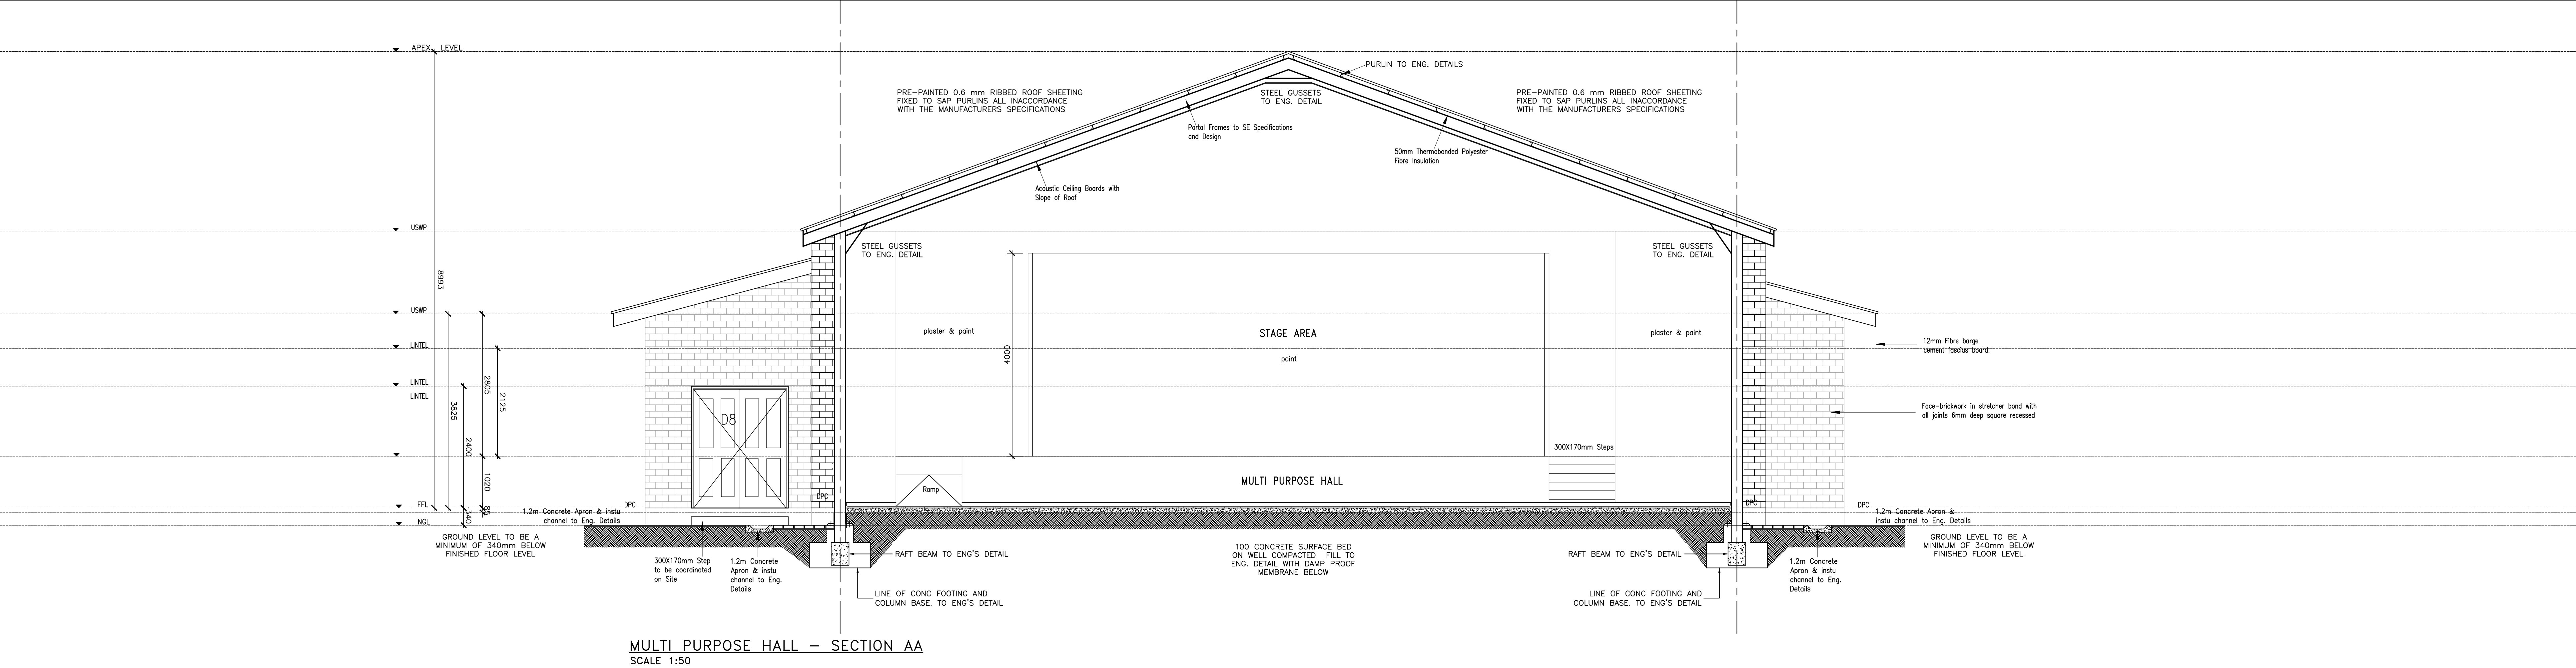 APEX LEVEL
PURLIN TO ENG. DETAILS
PRE-PAINTED 0.6 mm RIBBED ROOF SHEETING
FIXED TO SAP PURLINS ALL INACCORDANCE
WITH THE MANUFACTURERS SPECIFICATIONS
STEEL GUSSETS
TO ENG. DETAIL
PRE-PAINTED 0.6 mm RIBBED ROOF SHEETING
FIXED TO SAP PURLINS ALL INACCORDANCE
WITH THE MANUFACTURERS SPECIFICATIONS
Portal Frames to SE Specifications
and Design
50mm Thermobonded Polyester
Fibre Insulation
Acoustic Ceiling Boards with
Slope of Roof
USWP
STEEL GUSSETS
TO ENG. DETAIL
STEEL GUSSETS
TO ENG. DETAIL
8993
USWP
plaster & paint
STAGE AREA
plaster & paint
LINTEL
4000
paint
12mm Fibre barge
cement fascias board.
LINTEL
LINTEL
2805
2125
3825
D8
Face-brickwork in stretcher bond with
all joints 6mm deep square recessed
2400
300X170mm Steps
1020
MULTI PURPOSE HALL
Ramp
DPC
DPC
FFL
DPC
DPC
85
340
1.2m Concrete Apron & instu
channel to Eng. Details
1.2m Concrete Apron &
instu channel to Eng. Details
NGL
GROUND LEVEL TO BE A
MINIMUM OF 340mm BELOW
FINISHED FLOOR LEVEL
GROUND LEVEL TO BE A
MINIMUM OF 340mm BELOW
FINISHED FLOOR LEVEL
300X170mm Step
to be coordinated
on Site
1.2m Concrete
Apron & instu
channel to Eng.
Details
RAFT BEAM TO ENG'S DETAIL
100 CONCRETE SURFACE BED
ON WELL COMPACTED FILL TO
ENG. DETAIL WITH DAMP PROOF
MEMBRANE BELOW
RAFT BEAM TO ENG'S DETAIL
1.2m Concrete
Apron & instu
channel to Eng.
Details
LINE OF CONC FOOTING AND
COLUMN BASE. TO ENG'S DETAIL
LINE OF CONC FOOTING AND
COLUMN BASE. TO ENG'S DETAIL
MULTI PURPOSE HALL - SECTION AA
SCALE 1:50